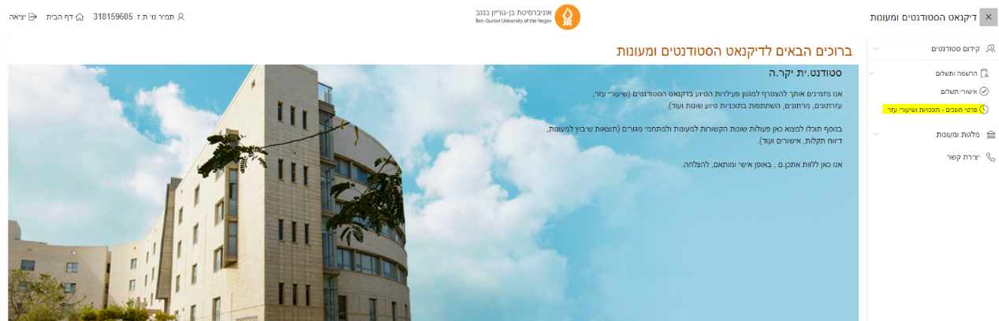 דיקנאט הסטודנטים ומעונות
אוניברסיטת בן-גוריון בנגב
Ben-Gurion University of the Negev
תמיר נוי ת.ז. 318159605
דף הבית
יציאה
קידום סטודנטים
הרשמה ותשלום
אישורי תשלום
פרטי חונכים - חונכויות ושיעורי עזר
מלגות ומעונות
יצירת קשר
ברוכים הבאים לדיקנאט הסטודנטים ומעונות
סטודנט.ית יקר.ה
אנו מזמינים אותך להצטרף למגוון פעילויות הסיוע בדקנאט הסטודנטים (שיעורי עזר,
עזרתונים, מרתונים, השתתפות בתוכניות סיוע שונות ועוד).
בנוסף תוכלו למצוא כאן פעולות שונות הקשורות למעונות ולמתחמי מגורים (תוצאות שיבוץ למעונות,
דיווח תקלות, אישורים ועוד).
אנו כאן ללוות אתכן.ם , באופן אישי ומותאם, להצלחה.